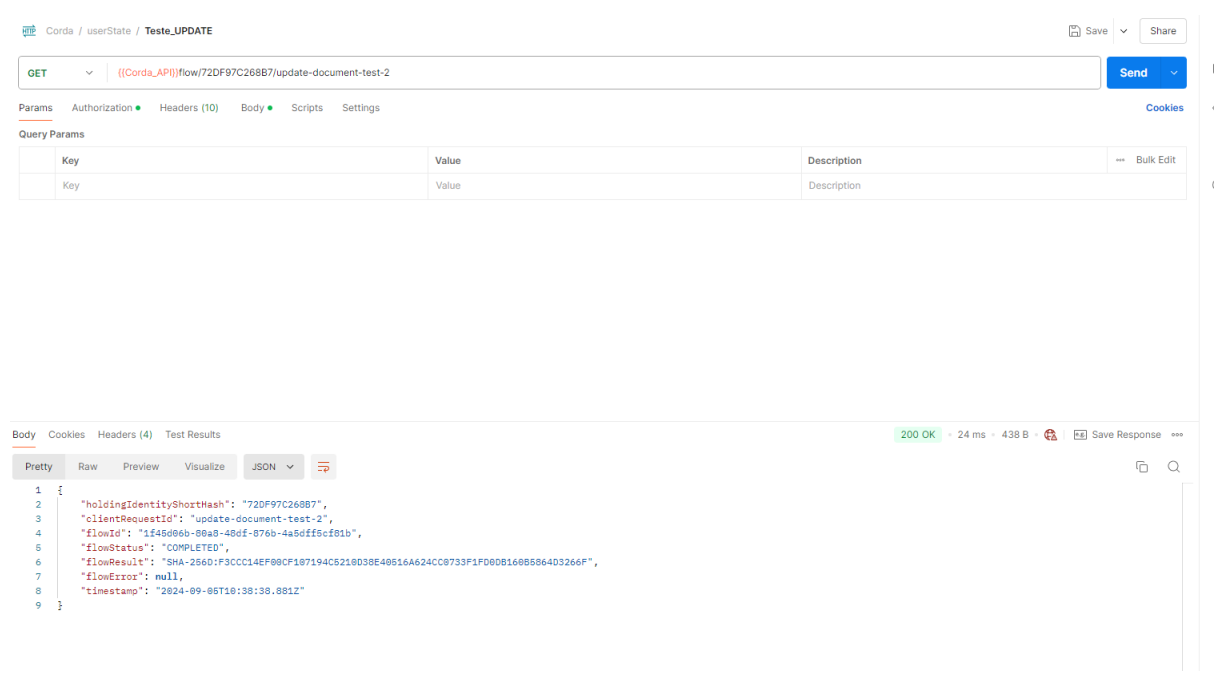 HTTP Corda / userState / Teste_UPDATE Save Share
GET {{Corda_API}}flow/72DF97C268B7/update-document-test-2 Send
Params Authorization Headers (10) Body Scripts Settings Cookies
Query Params
Key Value Description Bulk Edit
Key Value Description
Body Cookies Headers (4) Test Results 200 OK 24 ms 438 B e.g. Save Response
Pretty Raw Preview Visualize JSON
1 {
2 "holdingIdentityShortHash": "72DF97C268B7",
3 "clientRequestId": "update-document-test-2",
4 "flowId": "1f45d06b-80a8-48df-876b-4a5dff5cf81b",
5 "flowStatus": "COMPLETED",
6 "flowResult": "SHA-256D:F3CCC14EF00CF107194C5210D38E40516A624CC0733F1FD0DB160B5864D3266F",
7 "flowError": null,
8 "timestamp": "2024-09-05T10:38:38.881Z"
9 }